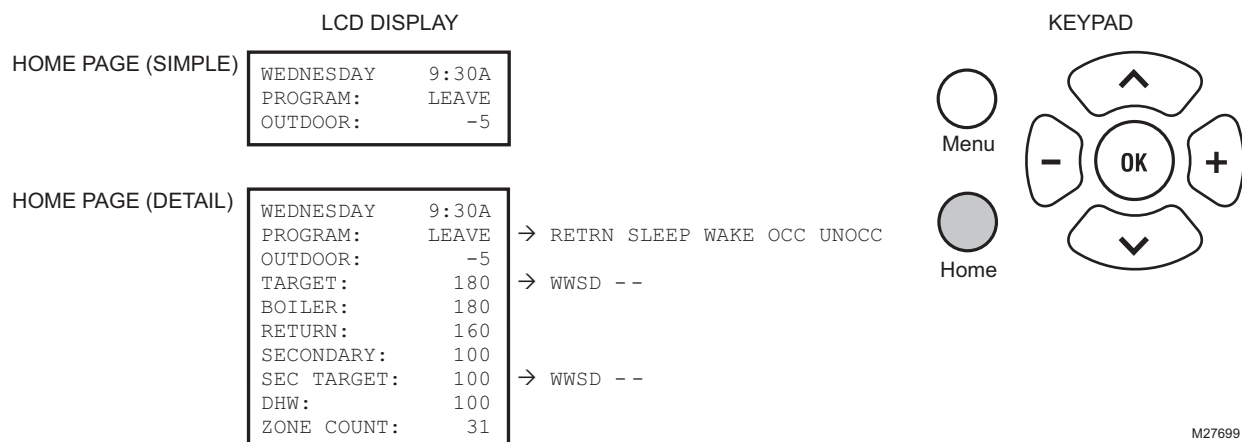 LCD DISPLAY
KEYPAD
HOME PAGE (SIMPLE)
WEDNESDAY 9:30A
PROGRAM: LEAVE
OUTDOOR: -5
Menu
OK
- +
Home
HOME PAGE (DETAIL)
WEDNESDAY 9:30A
PROGRAM: LEAVE → RETRN SLEEP WAKE OCC UNOCC
OUTDOOR: -5
TARGET: 180 → WWSD --
BOILER: 180
RETURN: 160
SECONDARY: 100
SEC TARGET: 100 → WWSD --
DHW: 100
ZONE COUNT: 31
M27699